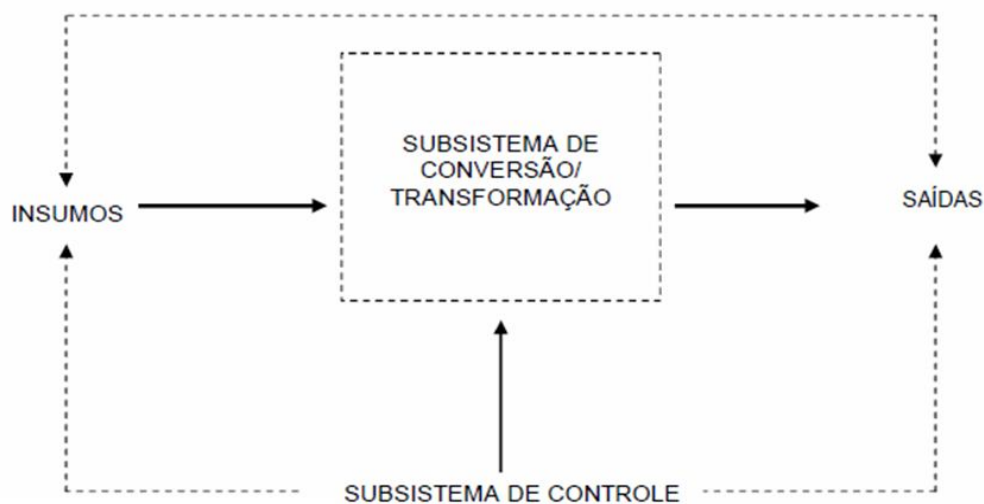 SUBSISTEMA DE
CONVERSÃO/
TRANSFORMAÇÃO
INSUMOS
SAÍDAS
SUBSISTEMA DE CONTROLE